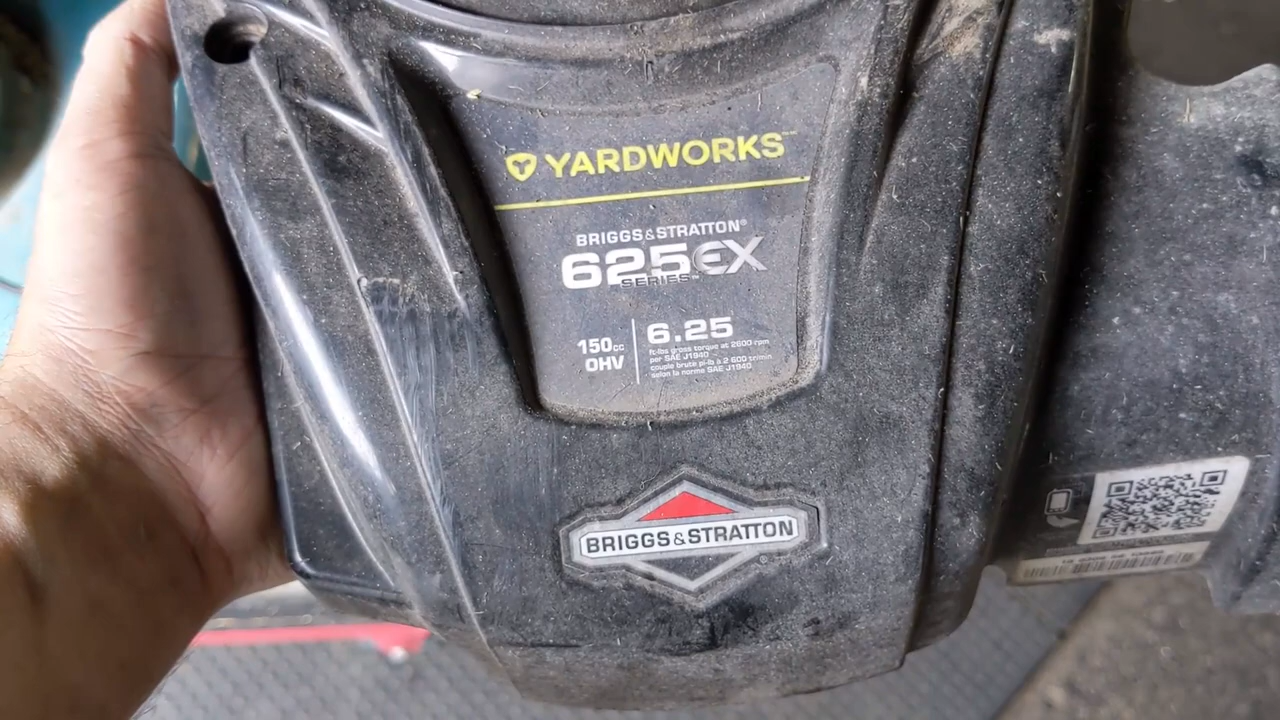 YARDWORKS
BRIGGS & STRATTON®
625EX
SERIES™
150cc
OHV
6.25
ft-lbs gross torque at 2600 rpm
per SAE J1940
couple brute pi-lb à 2 600 tr/min
selon la norme SAE J1940
BRIGGS & STRATTON®